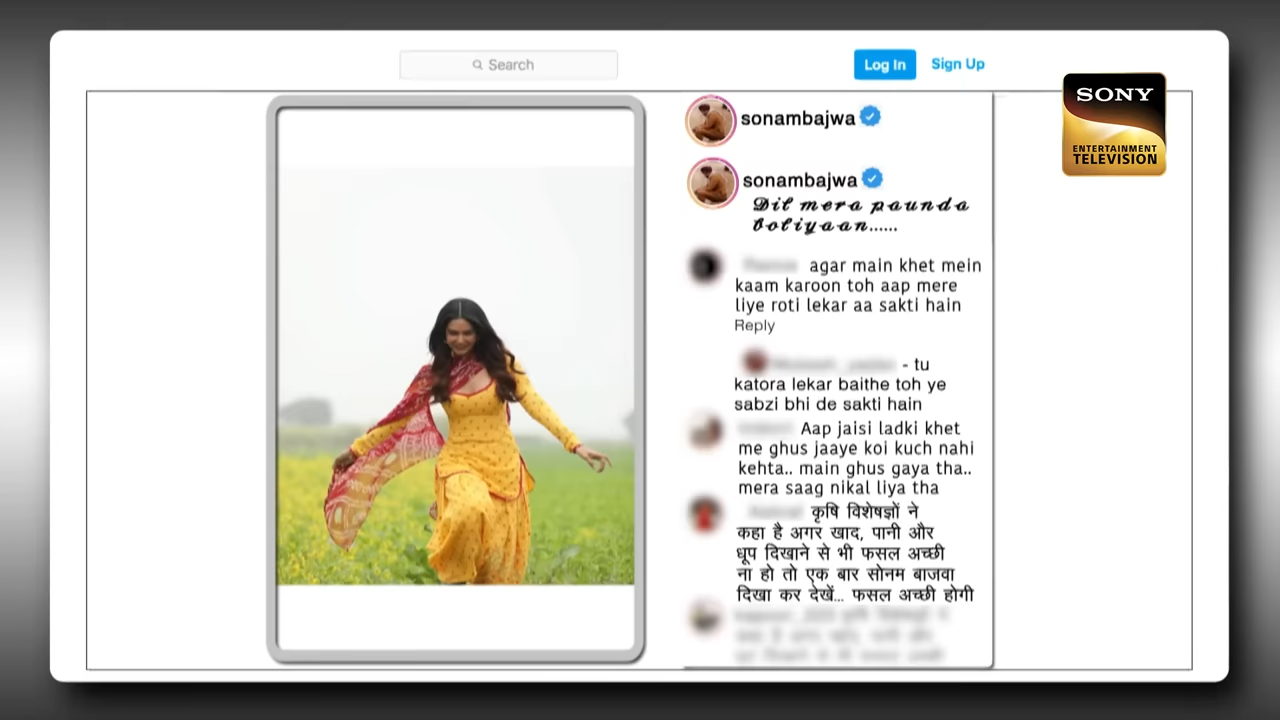 Search
Log In
Sign Up
SONY
ENTERTAINMENT
TELEVISION
sonambajwa
sonambajwa
Dil mera paunda
boliyaan......
agar main khet mein
kaam karoon toh aap mere
liye roti lekar aa sakti hain
Reply
- tu
katora lekar baithe toh ye
sabzi bhi de sakti hain
Aap jaisi ladki khet
me ghus jaaye koi kuch nahi
kehta.. main ghus gaya tha..
mera saag nikal liya tha
कृषि विशेषज्ञों ने
कहा है अगर खाद, पानी और
धूप दिखाने से भी फसल अच्छी
ना हो तो एक बार सोनम बाजवा
दिखा कर देखें... फसल अच्छी होगी